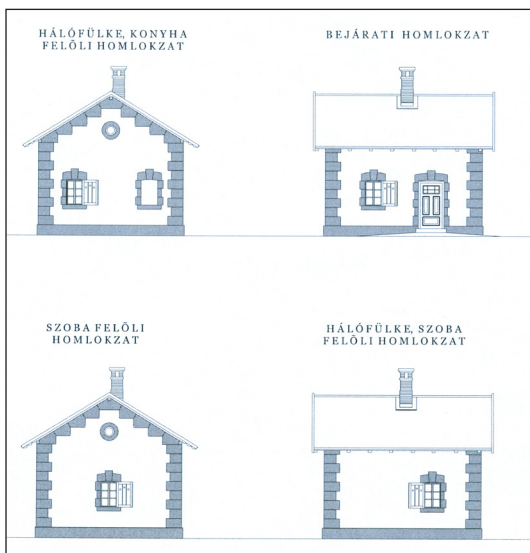 HÁLÓFÜLKE, KONYHA
FELŐLI HOMLOKZAT
BEJÁRATI HOMLOKZAT
SZOBA FELŐLI
HOMLOKZAT
HÁLÓFÜLKE, SZOBA
FELŐLI HOMLOKZAT